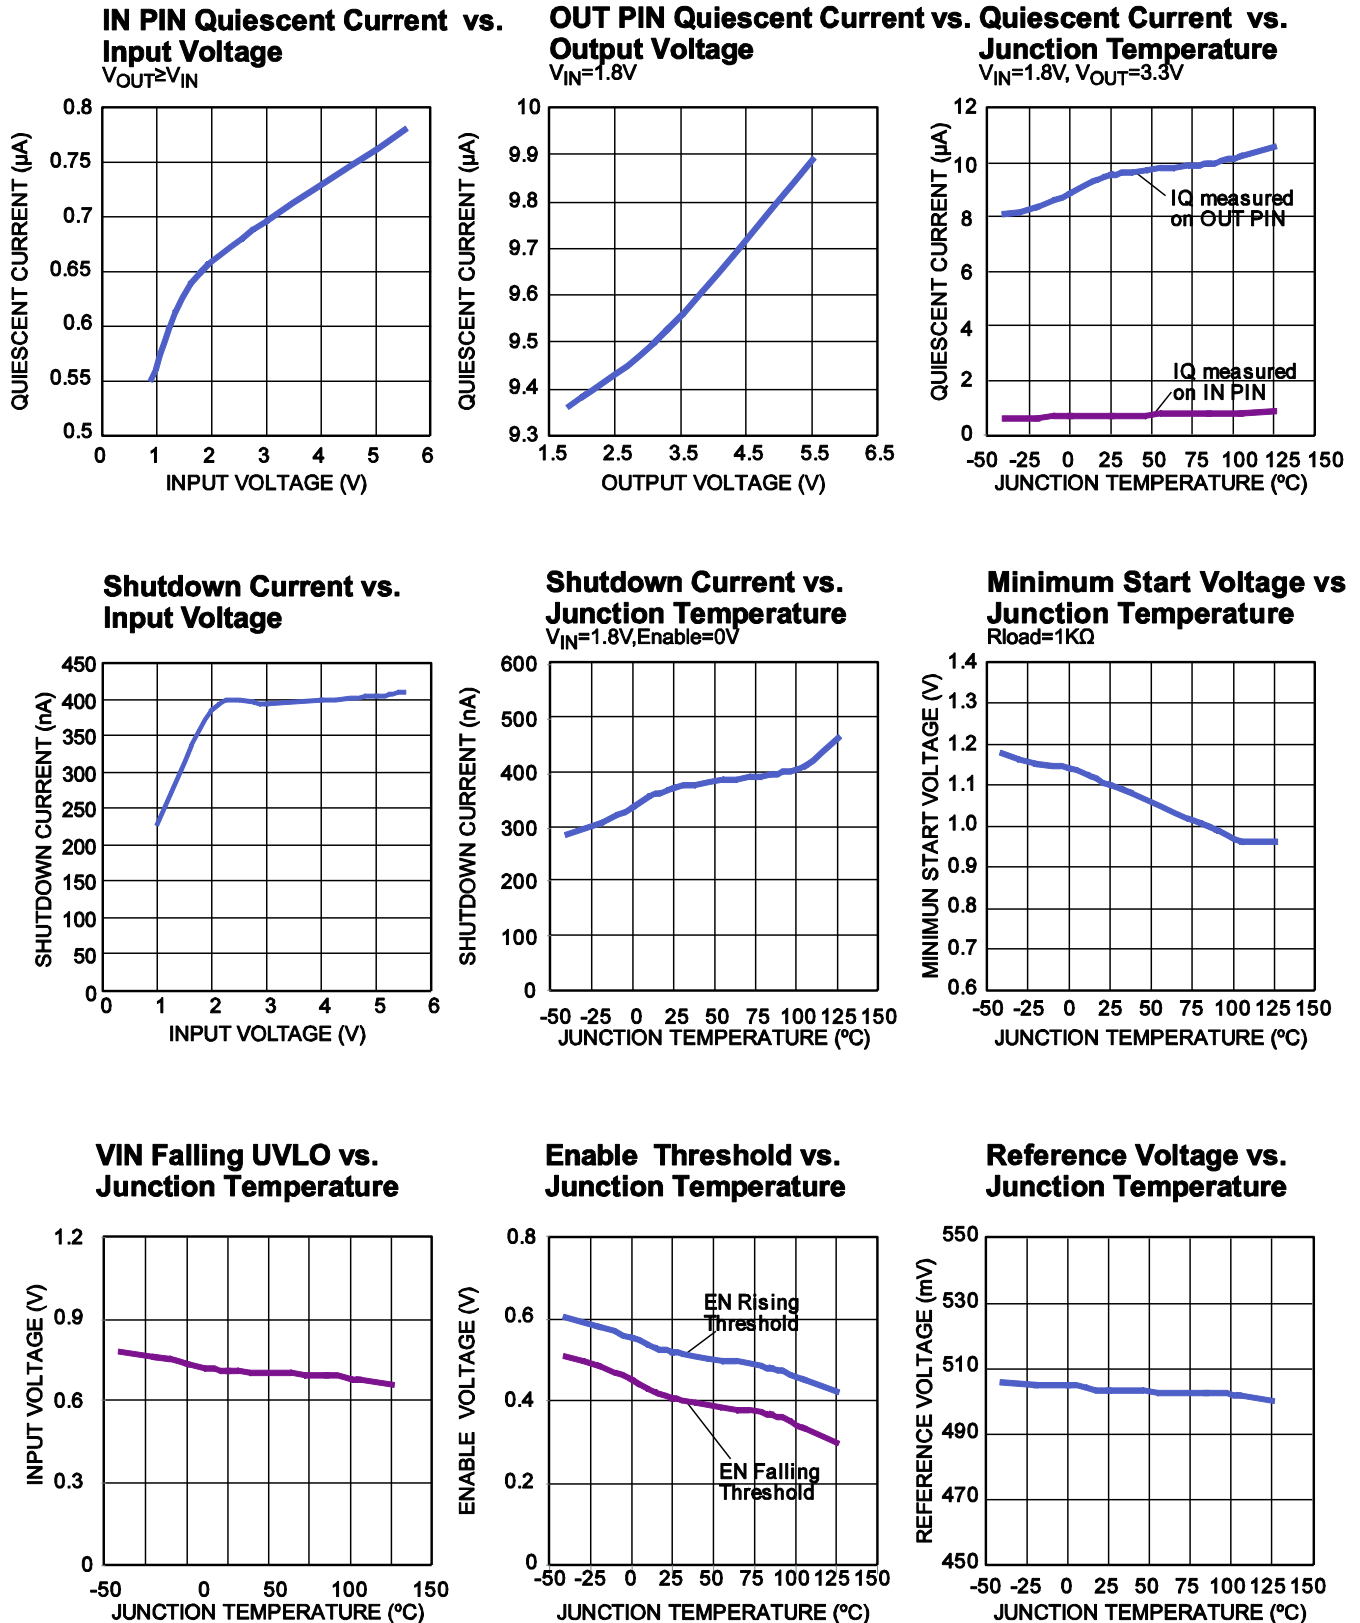 IN PIN Quiescent Current vs.
Input Voltage
VOUT≥VIN
0.8
0.75
0.7
0.65
0.6
0.55
0.5
0 1 2 3 4 5 6
QUIESCENT CURRENT (µA)
INPUT VOLTAGE (V)
OUT PIN Quiescent Current vs.
Output Voltage
VIN=1.8V
10
9.9
9.8
9.7
9.6
9.5
9.4
9.3
1.5 2.5 3.5 4.5 5.5 6.5
QUIESCENT CURRENT (µA)
OUTPUT VOLTAGE (V)
Quiescent Current vs.
Junction Temperature
VIN=1.8V, VOUT=3.3V
12
10
8
6
4
2
0
IQ measured
on OUT PIN
IQ measured
on IN PIN
-50 -25 0 25 50 75 100 125 150
QUIESCENT CURRENT (µA)
JUNCTION TEMPERATURE (ºC)
Shutdown Current vs.
Input Voltage
450
400
350
300
250
200
150
100
50
0
0 1 2 3 4 5 6
SHUTDOWN CURRENT (nA)
INPUT VOLTAGE (V)
Shutdown Current vs.
Junction Temperature
VIN=1.8V,Enable=0V
600
500
400
300
200
100
0
-50 -25 0 25 50 75 100 125 150
SHUTDOWN CURRENT (nA)
JUNCTION TEMPERATURE (ºC)
Minimum Start Voltage vs
Junction Temperature
Rload=1KΩ
1.4
1.3
1.2
1.1
1.0
0.9
0.8
0.7
0.6
-50 -25 0 25 50 75 100 125 150
MINIMUN START VOLTAGE (V)
JUNCTION TEMPERATURE (ºC)
VIN Falling UVLO vs.
Junction Temperature
1.2
0.9
0.6
0.3
0
-50 0 50 100 150
INPUT VOLTAGE (V)
JUNCTION TEMPERATURE (ºC)
Enable Threshold vs.
Junction Temperature
0.8
0.6
0.4
0.2
0
EN Rising
Threshold
EN Falling
Threshold
-50 -25 0 25 50 75 100 125 150
ENABLE VOLTAGE (V)
JUNCTION TEMPERATURE (ºC)
Reference Voltage vs.
Junction Temperature
550
530
510
490
470
450
-50 -25 0 25 50 75 100 125 150
REFERENCE VOLTAGE (mV)
JUNCTION TEMPERATURE (ºC)